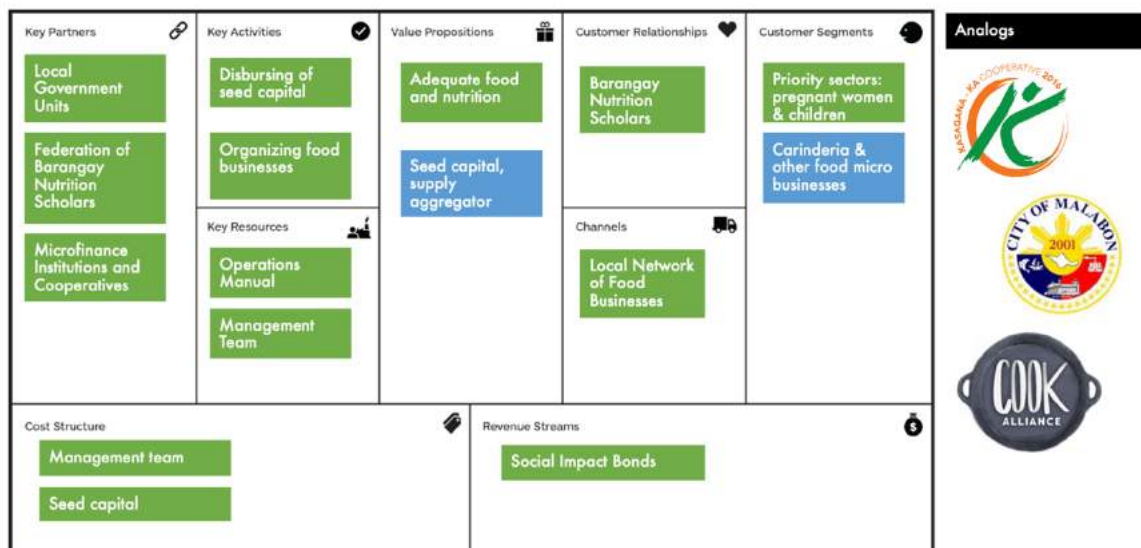 Key Partners
Local
Government
Units
Federation of
Barangay
Nutrition
Scholars
Microfinance
Institutions and
Cooperatives
Key Activities
Disbursing of
seed capital
Organizing food
businesses
Key Resources
Operations
Manual
Management
Team
Value Propositions
Adequate food
and nutrition
Seed capital,
supply
aggregator
Customer Relationships
Barangay
Nutrition
Scholars
Channels
Local Network
of Food
Businesses
Customer Segments
Priority sectors:
pregnant women
& children
Carinderia &
other food micro
businesses
Cost Structure
Management team
Seed capital
Revenue Streams
$
Social Impact Bonds
Analogs
KASAGANA - KA COOPERATIVE 2016
CITY OF MALABON
2001
COOK
ALLIANCE